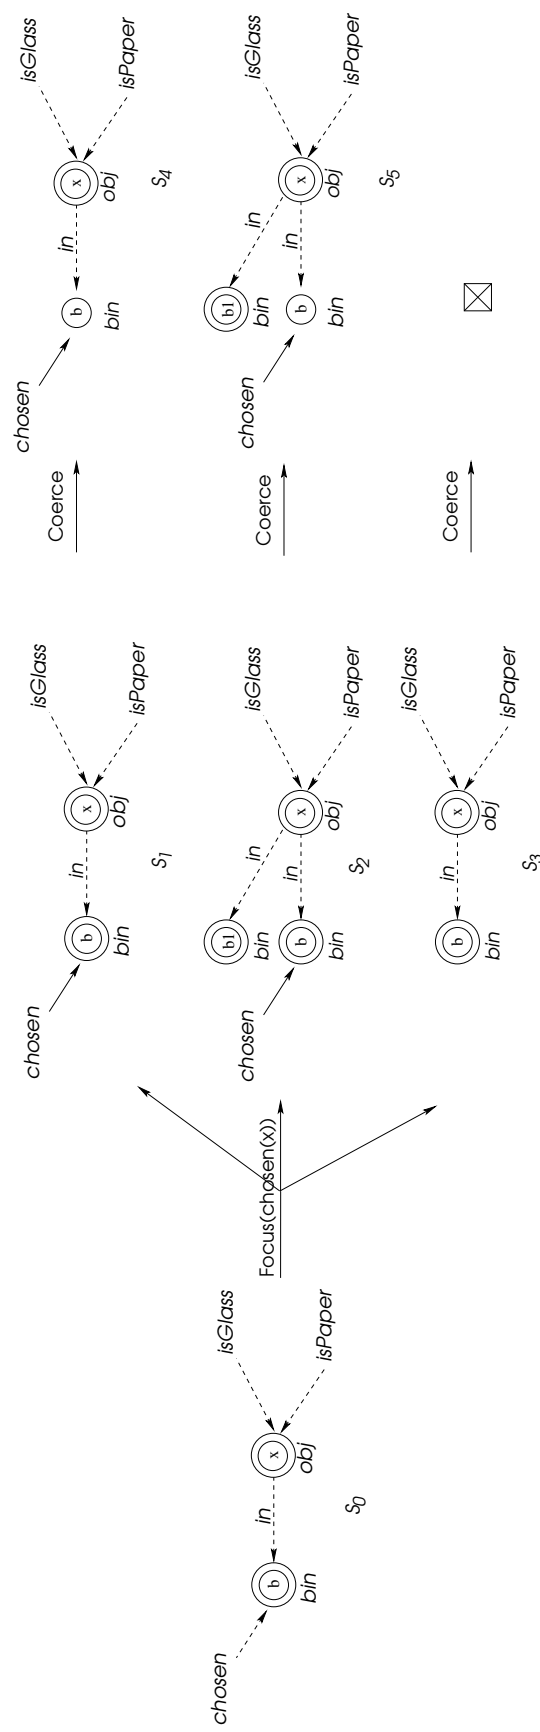 chosen
b
bin
in
x
obj
isGlass
isPaper
S0
Focus(chosen(x))
chosen
b
bin
in
x
obj
isGlass
isPaper
S1
chosen
b1
bin
b
bin
in
in
x
obj
isGlass
isPaper
S2
b
bin
in
x
obj
isGlass
isPaper
S3
Coerce
Coerce
Coerce
chosen
b
bin
in
x
obj
isGlass
isPaper
S4
chosen
b1
bin
b
bin
in
in
x
obj
isGlass
isPaper
S5